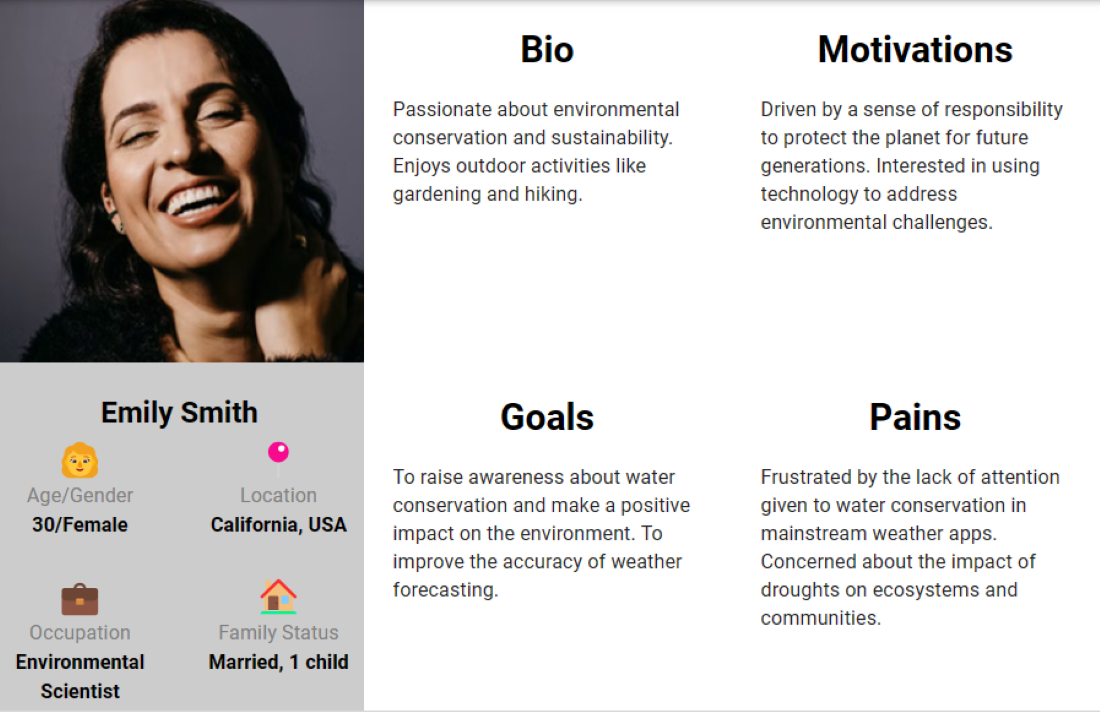 Bio
Passionate about environmental
conservation and sustainability.
Enjoys outdoor activities like
gardening and hiking.
Motivations
Driven by a sense of responsibility
to protect the planet for future
generations. Interested in using
technology to address
environmental challenges.
Emily Smith
Age/Gender
30/Female
Location
California, USA
Occupation
Environmental
Scientist
Family Status
Married, 1 child
Goals
To raise awareness about water
conservation and make a positive
impact on the environment. To
improve the accuracy of weather
forecasting.
Pains
Frustrated by the lack of attention
given to water conservation in
mainstream weather apps.
Concerned about the impact of
droughts on ecosystems and
communities.